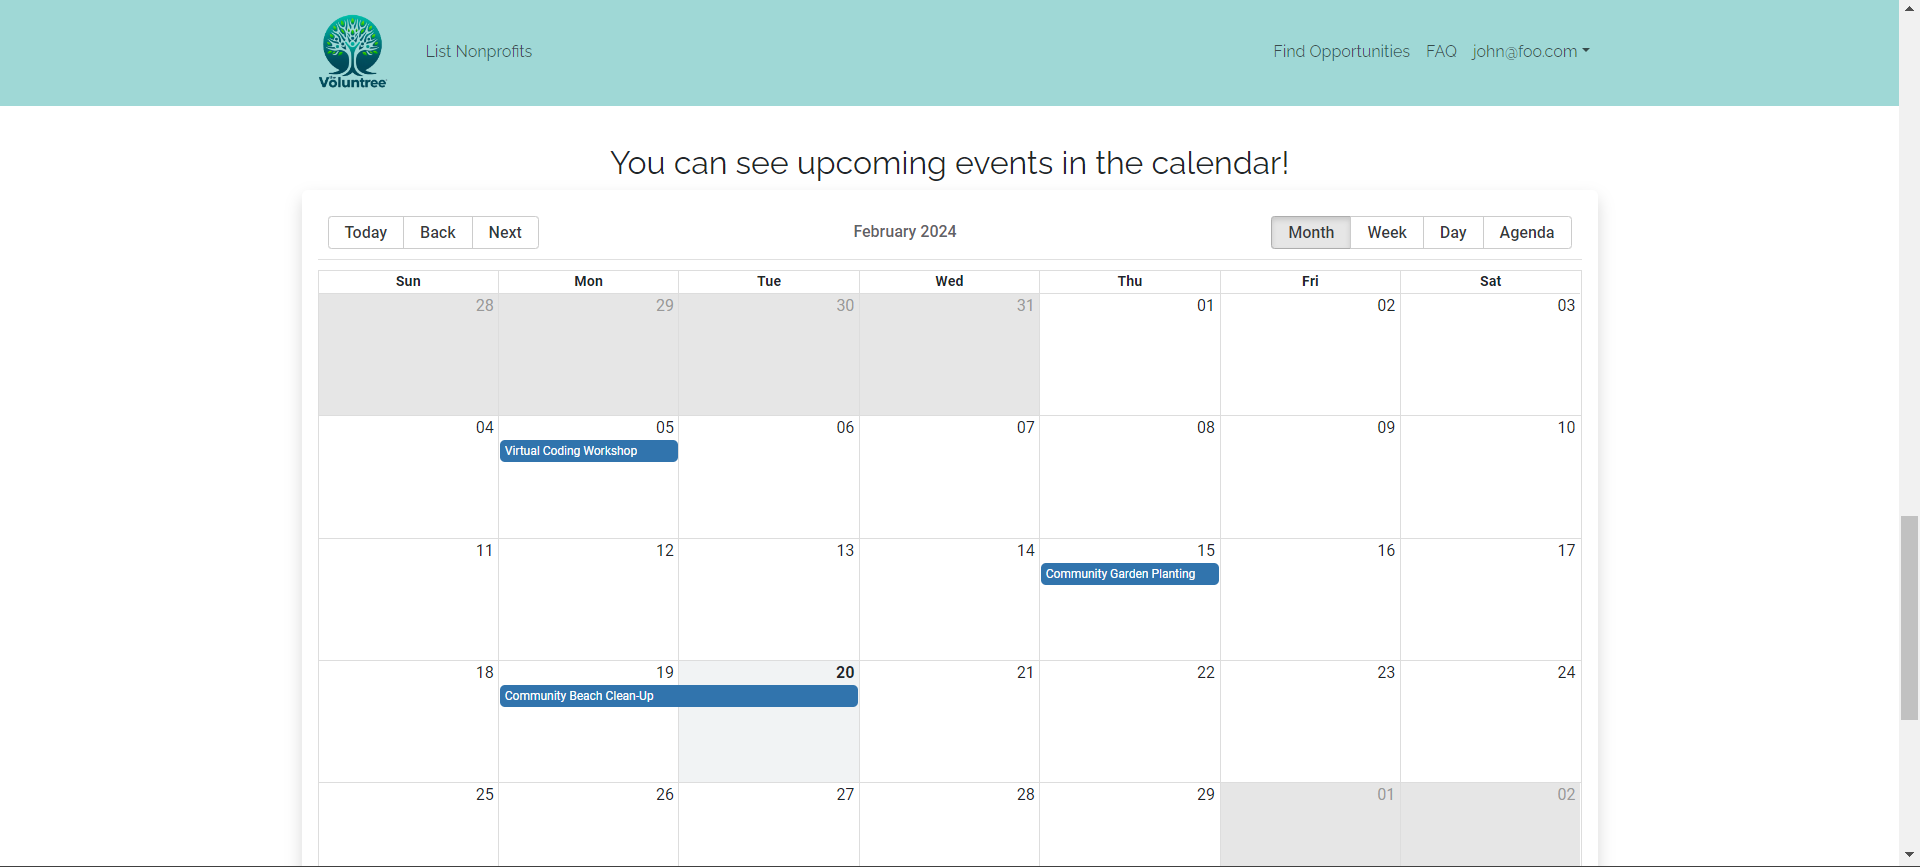 List Nonprofits
Find Opportunities FAQ john@foo.com
Voluntree
You can see upcoming events in the calendar!
Today Back Next
February 2024
Month Week Day Agenda
Sun Mon Tue Wed Thu Fri Sat
28 29 30 31 01 02 03
04 05 06 07 08 09 10
Virtual Coding Workshop
11 12 13 14 15 16 17
Community Garden Planting
18 19 20 21 22 23 24
Community Beach Clean-Up
25 26 27 28 29 01 02